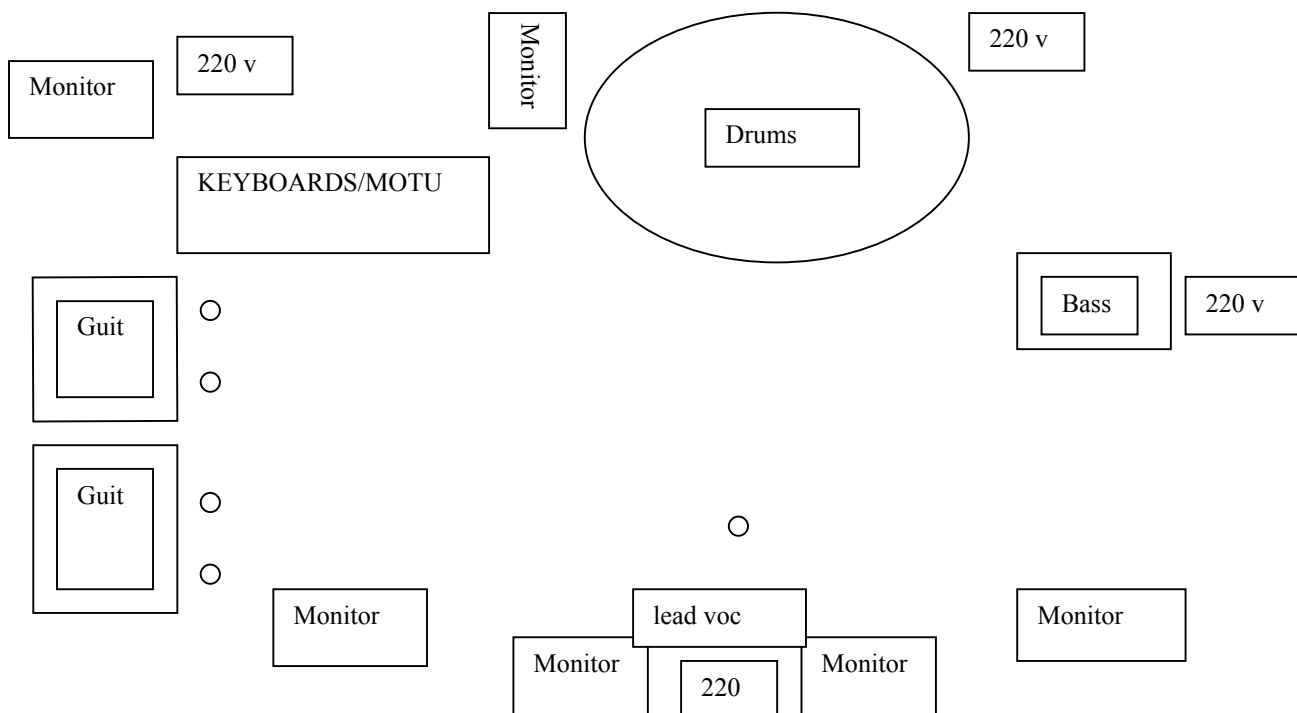 Monitor
220 v
Monitor
220 v
Drums
KEYBOARDS/MOTU
Guit
Bass
220 v
Guit
Monitor
lead voc
Monitor
Monitor
Monitor
220